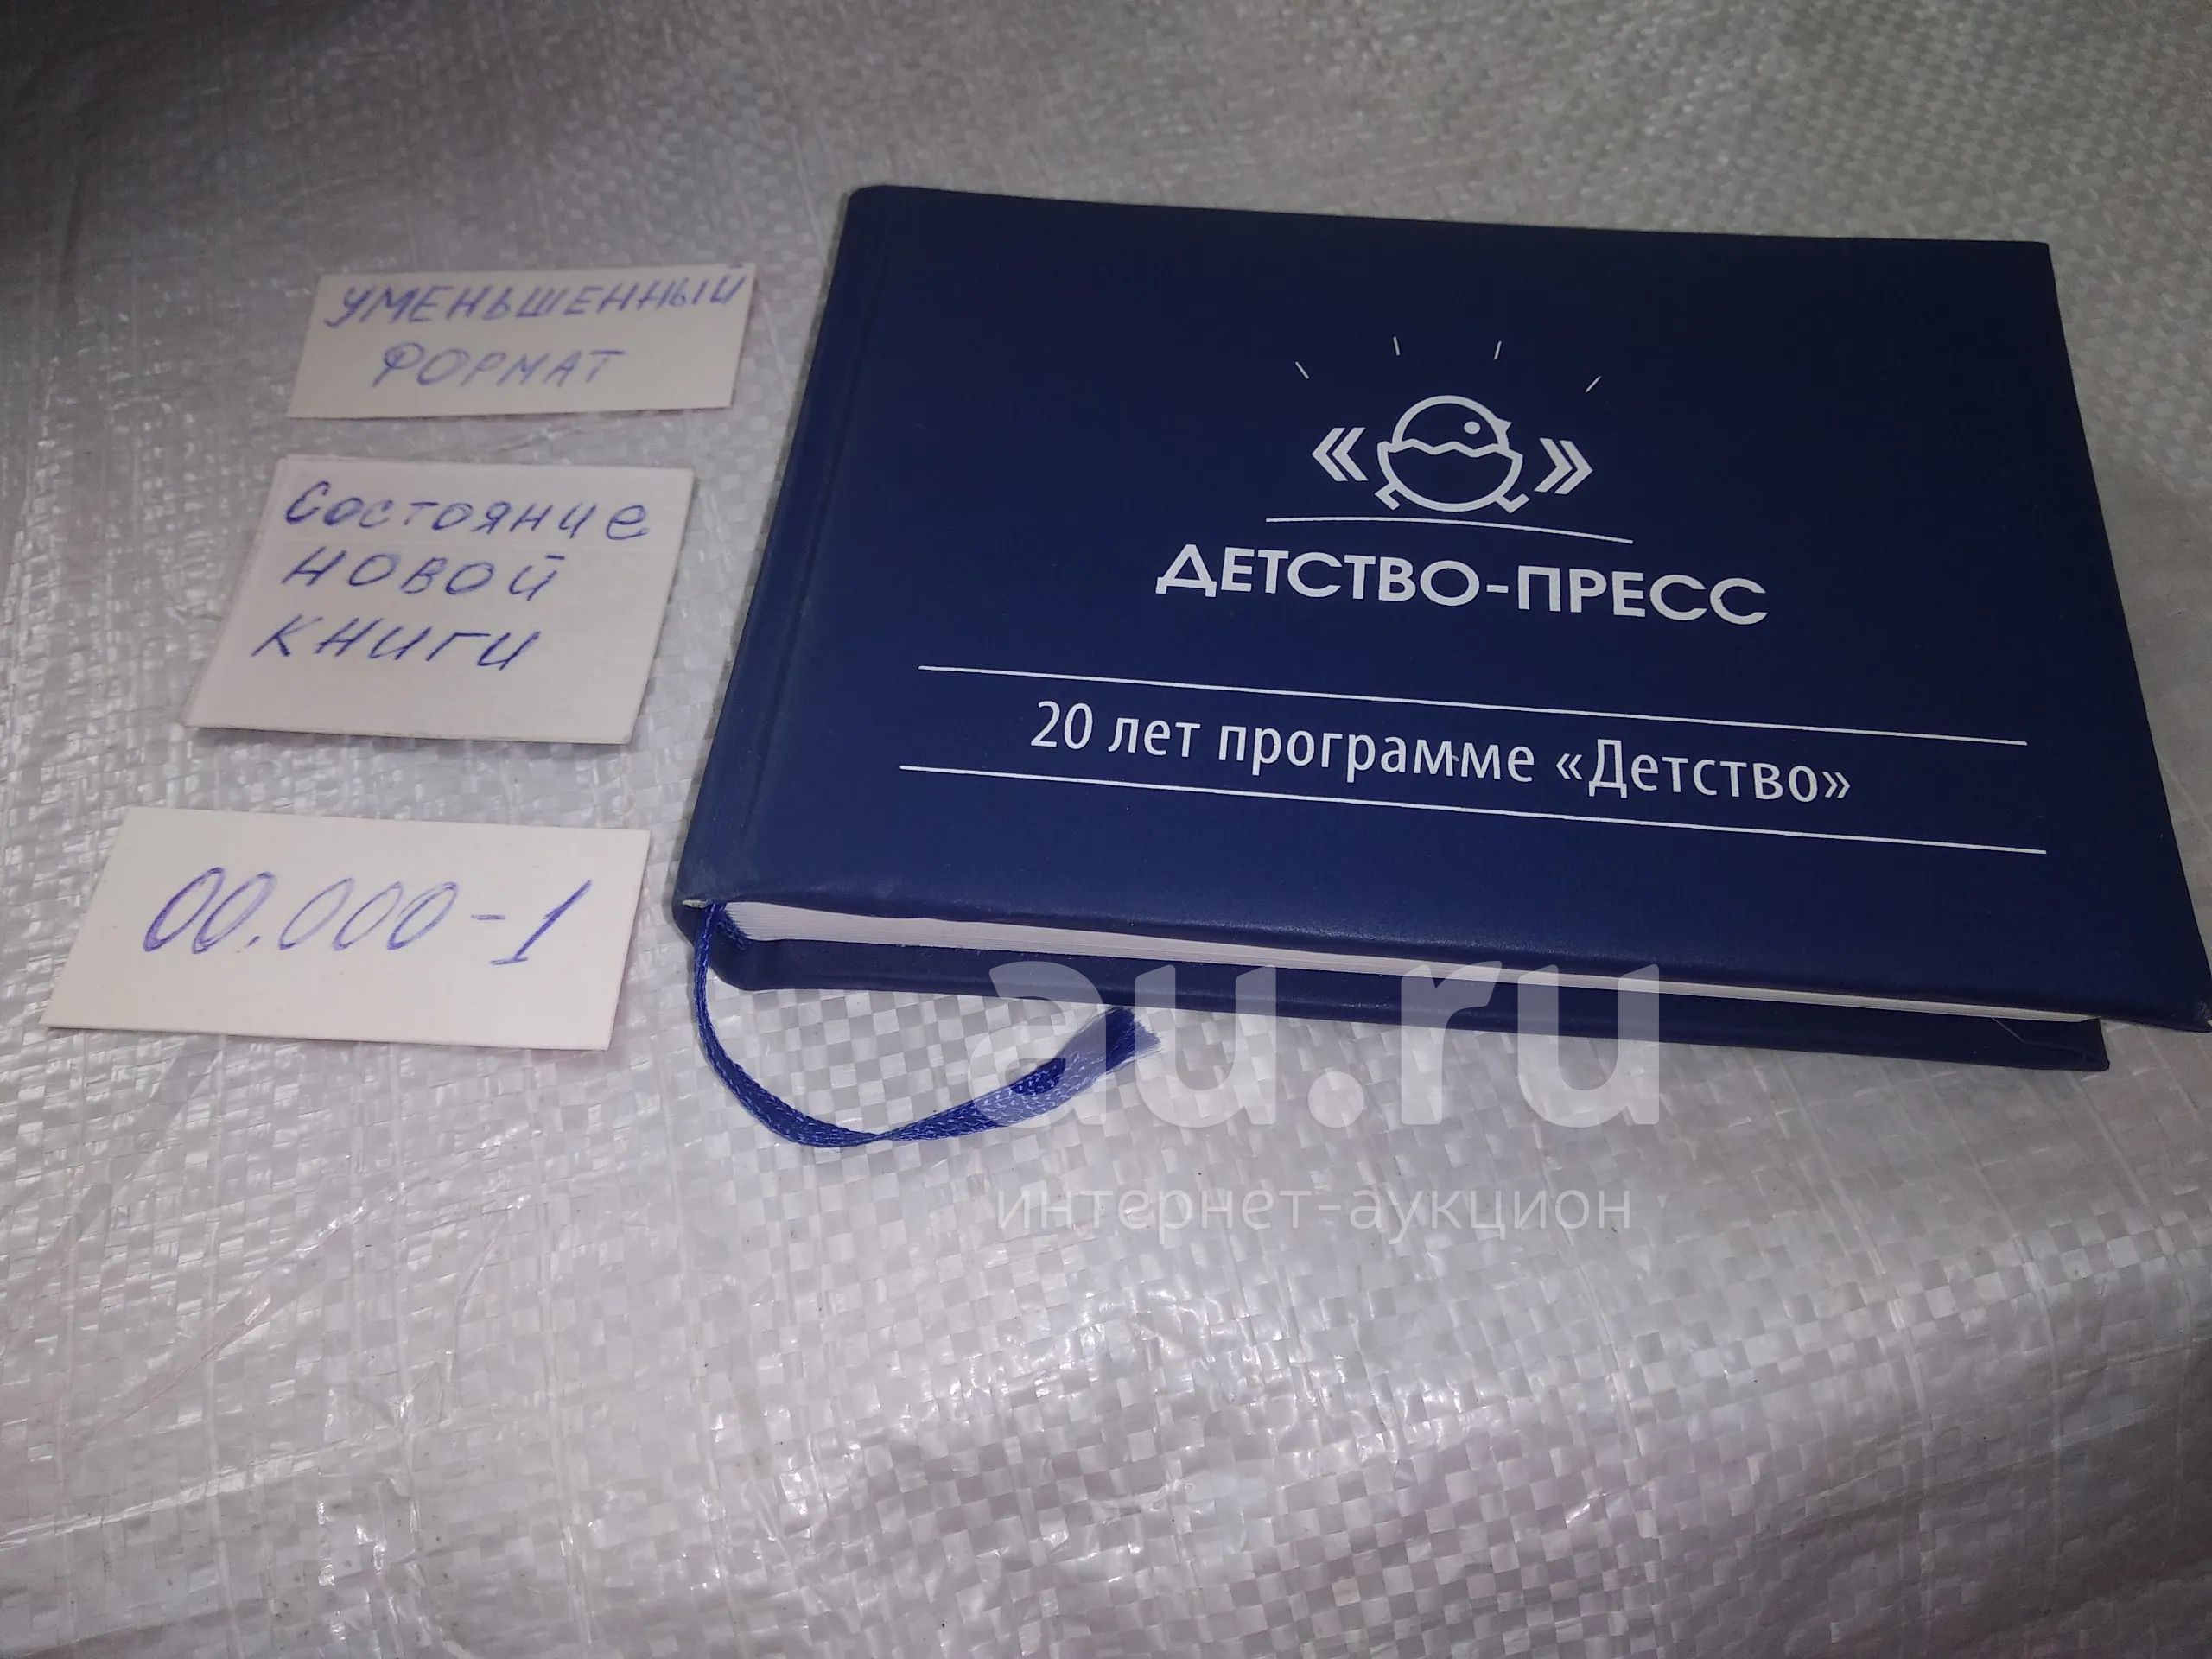 УМЕНЬШЕННЫЙ
ФОРМАТ
Состояние
новой
книги
00.000-1
« »
ДЕТСТВО-ПРЕСС
20 лет программе «Детство»
au.ru
интернет-аукцион